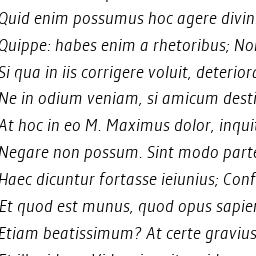 Quid enim possumus hoc agere divin
Quippe: habes enim a rhetoribus; Non
Si qua in iis corrigere voluit, deteriora
Ne in odium veniam, si amicum desti
At hoc in eo M. Maximus dolor, inquit
Negare non possum. Sint modo parte
Haec dicuntur fortasse ieiunius; Conf
Et quod est munus, quod opus sapien
Etiam beatissimum? At certe gravius